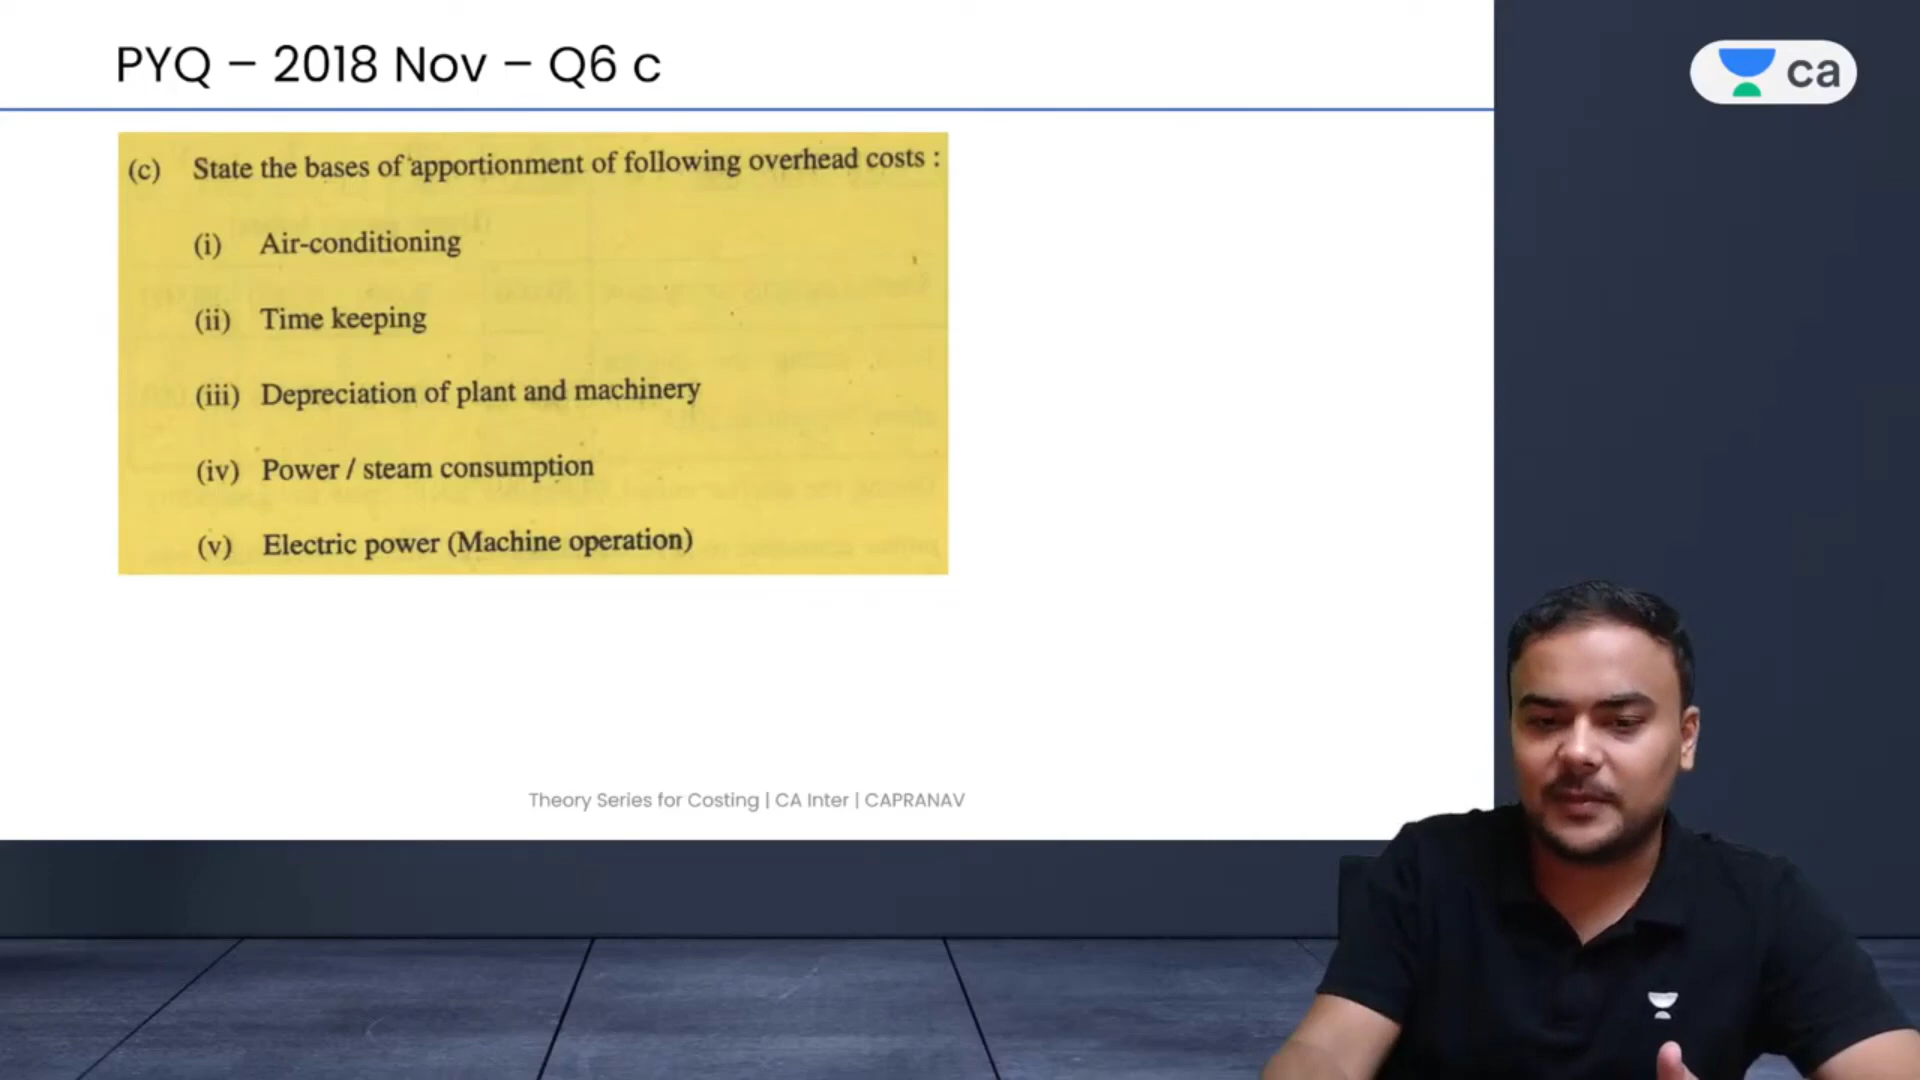 PYQ – 2018 Nov – Q6 c
ca
(c) State the bases of apportionment of following overhead costs :
(i) Air-conditioning
(ii) Time keeping
(iii) Depreciation of plant and machinery
(iv) Power / steam consumption
(v) Electric power (Machine operation)
Theory Series for Costing | CA Inter | CAPRANAV